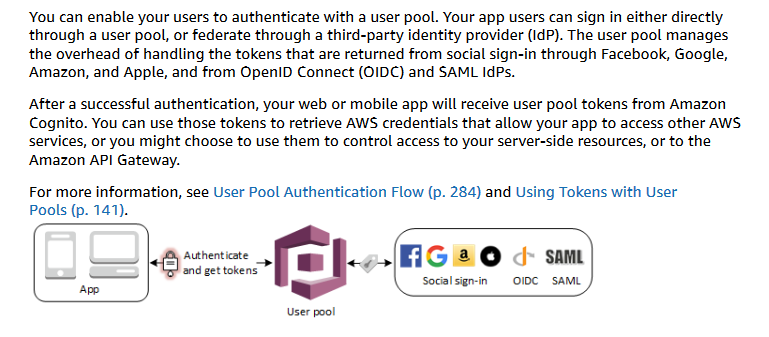 You can enable your users to authenticate with a user pool. Your app users can sign in either directly
through a user pool, or federate through a third-party identity provider (IdP). The user pool manages
the overhead of handling the tokens that are returned from social sign-in through Facebook, Google,
Amazon, and Apple, and from OpenID Connect (OIDC) and SAML IdPs.
After a successful authentication, your web or mobile app will receive user pool tokens from Amazon
Cognito. You can use those tokens to retrieve AWS credentials that allow your app to access other AWS
services, or you might choose to use them to control access to your server-side resources, or to the
Amazon API Gateway.
For more information, see User Pool Authentication Flow (p. 284) and Using Tokens with User
Pools (p. 141).
App
Authenticate
and get tokens
User pool
f G a SAML
Social sign-in OIDC SAML